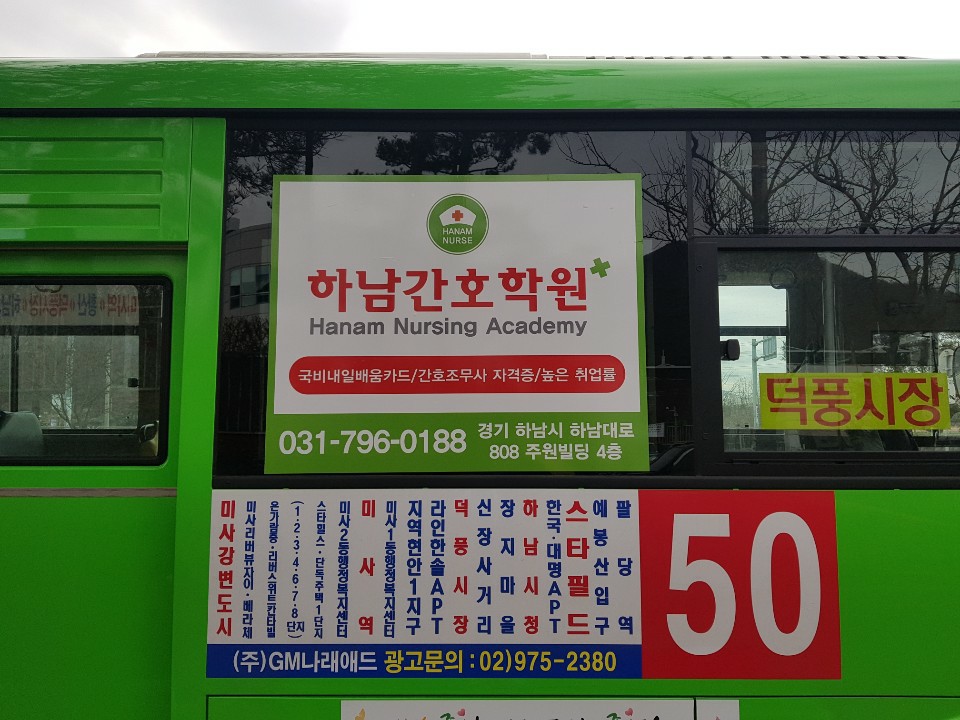 HANAM
NURSE
하남간호학원
Hanam Nursing Academy
국비내일배움카드/간호조무사 자격증/높은 취업률
031-796-0188
경기 하남시 하남대로
808 주원빌딩 4층
덕풍시장
미사강변도시
미사리버뷰자이·베라체
온가람중·리버스위트칸타빌
(1·2·3·4·6·7·8단지)
스타힐스·단독주택1단지
미사2동행정복지센터
미사역
미사1동행정복지센터
지역현안1지구
라인한솔APT
덕풍시장
신장사거리
장지마을
하남시청
한국·대명APT
스타필드
예봉산입구
팔당역
50
(주)GM나래애드 광고문의 : 02)975-2380